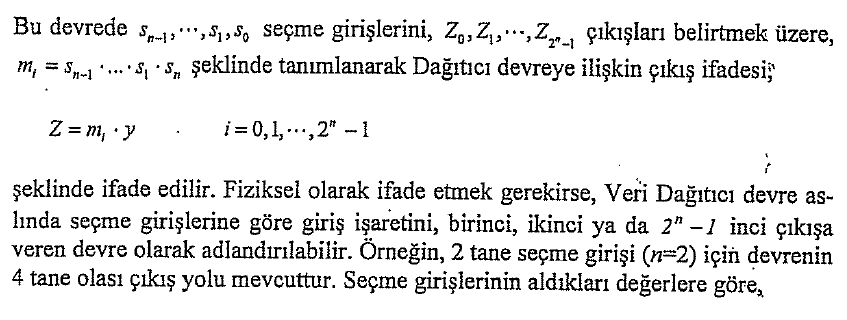 Bu devrede s_{n-1}, ···, s_1, s_0 seçme girişlerini, Z_0, Z_1, ···, Z_{2^n-1} çıkışları belirtmek üzere,
m_i = s_{n-1} · ... · s_1 · s_n şeklinde tanımlanarak Dağıtıcı devreye ilişkin çıkış ifadesi;
Z = m_i · y i = 0, 1, ···, 2^n − 1
şeklinde ifade edilir. Fiziksel olarak ifade etmek gerekirse, Veri Dağıtıcı devre as-
lında seçme girişlerine göre giriş işaretini, birinci, ikinci ya da 2^n − 1 inci çıkışa
veren devre olarak adlandırılabilir. Örneğin, 2 tane seçme girişi (n=2) için devrenin
4 tane olası çıkış yolu mevcuttur. Seçme girişlerinin aldıkları değerlere göre,